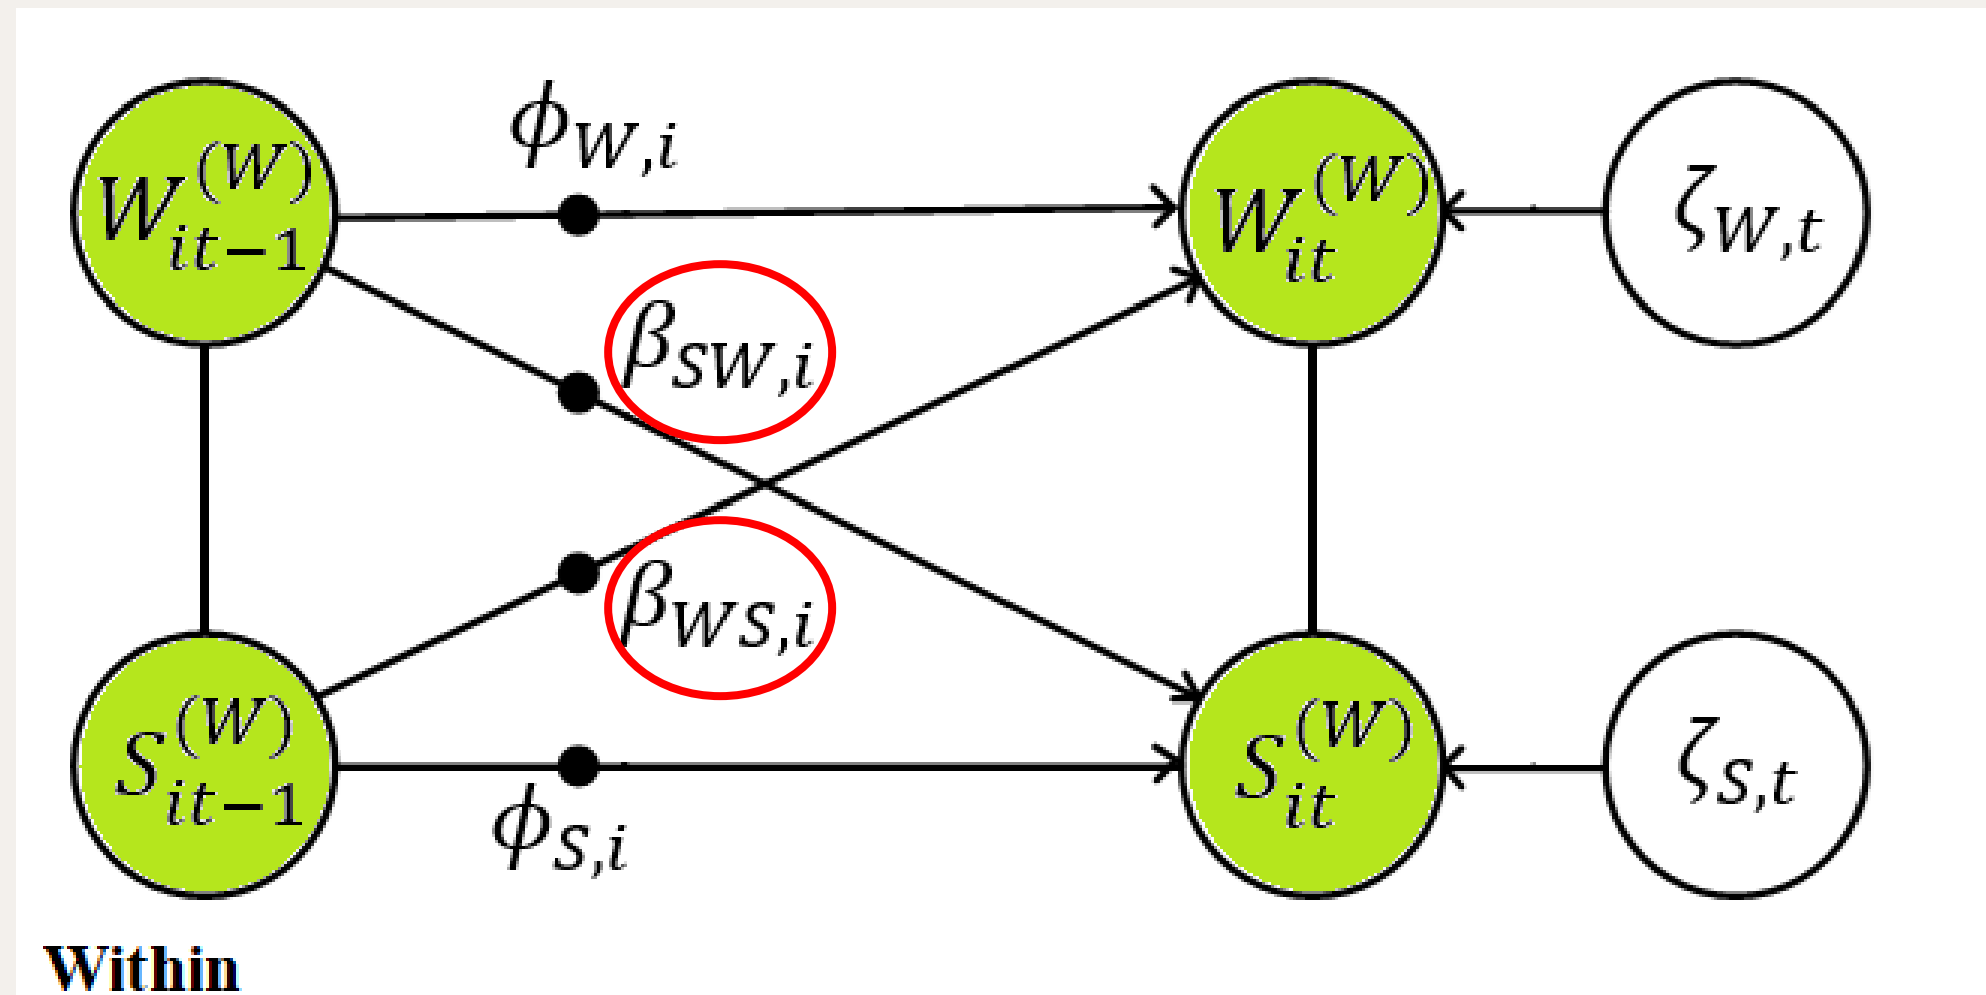 ϕ_{W,i}
W_{it−1}^{(W)}
W_{it}^{(W)}
ζ_{W,t}
β_{SW,i}
β_{WS,i}
S_{it−1}^{(W)}
S_{it}^{(W)}
ζ_{S,t}
ϕ_{S,i}
Within